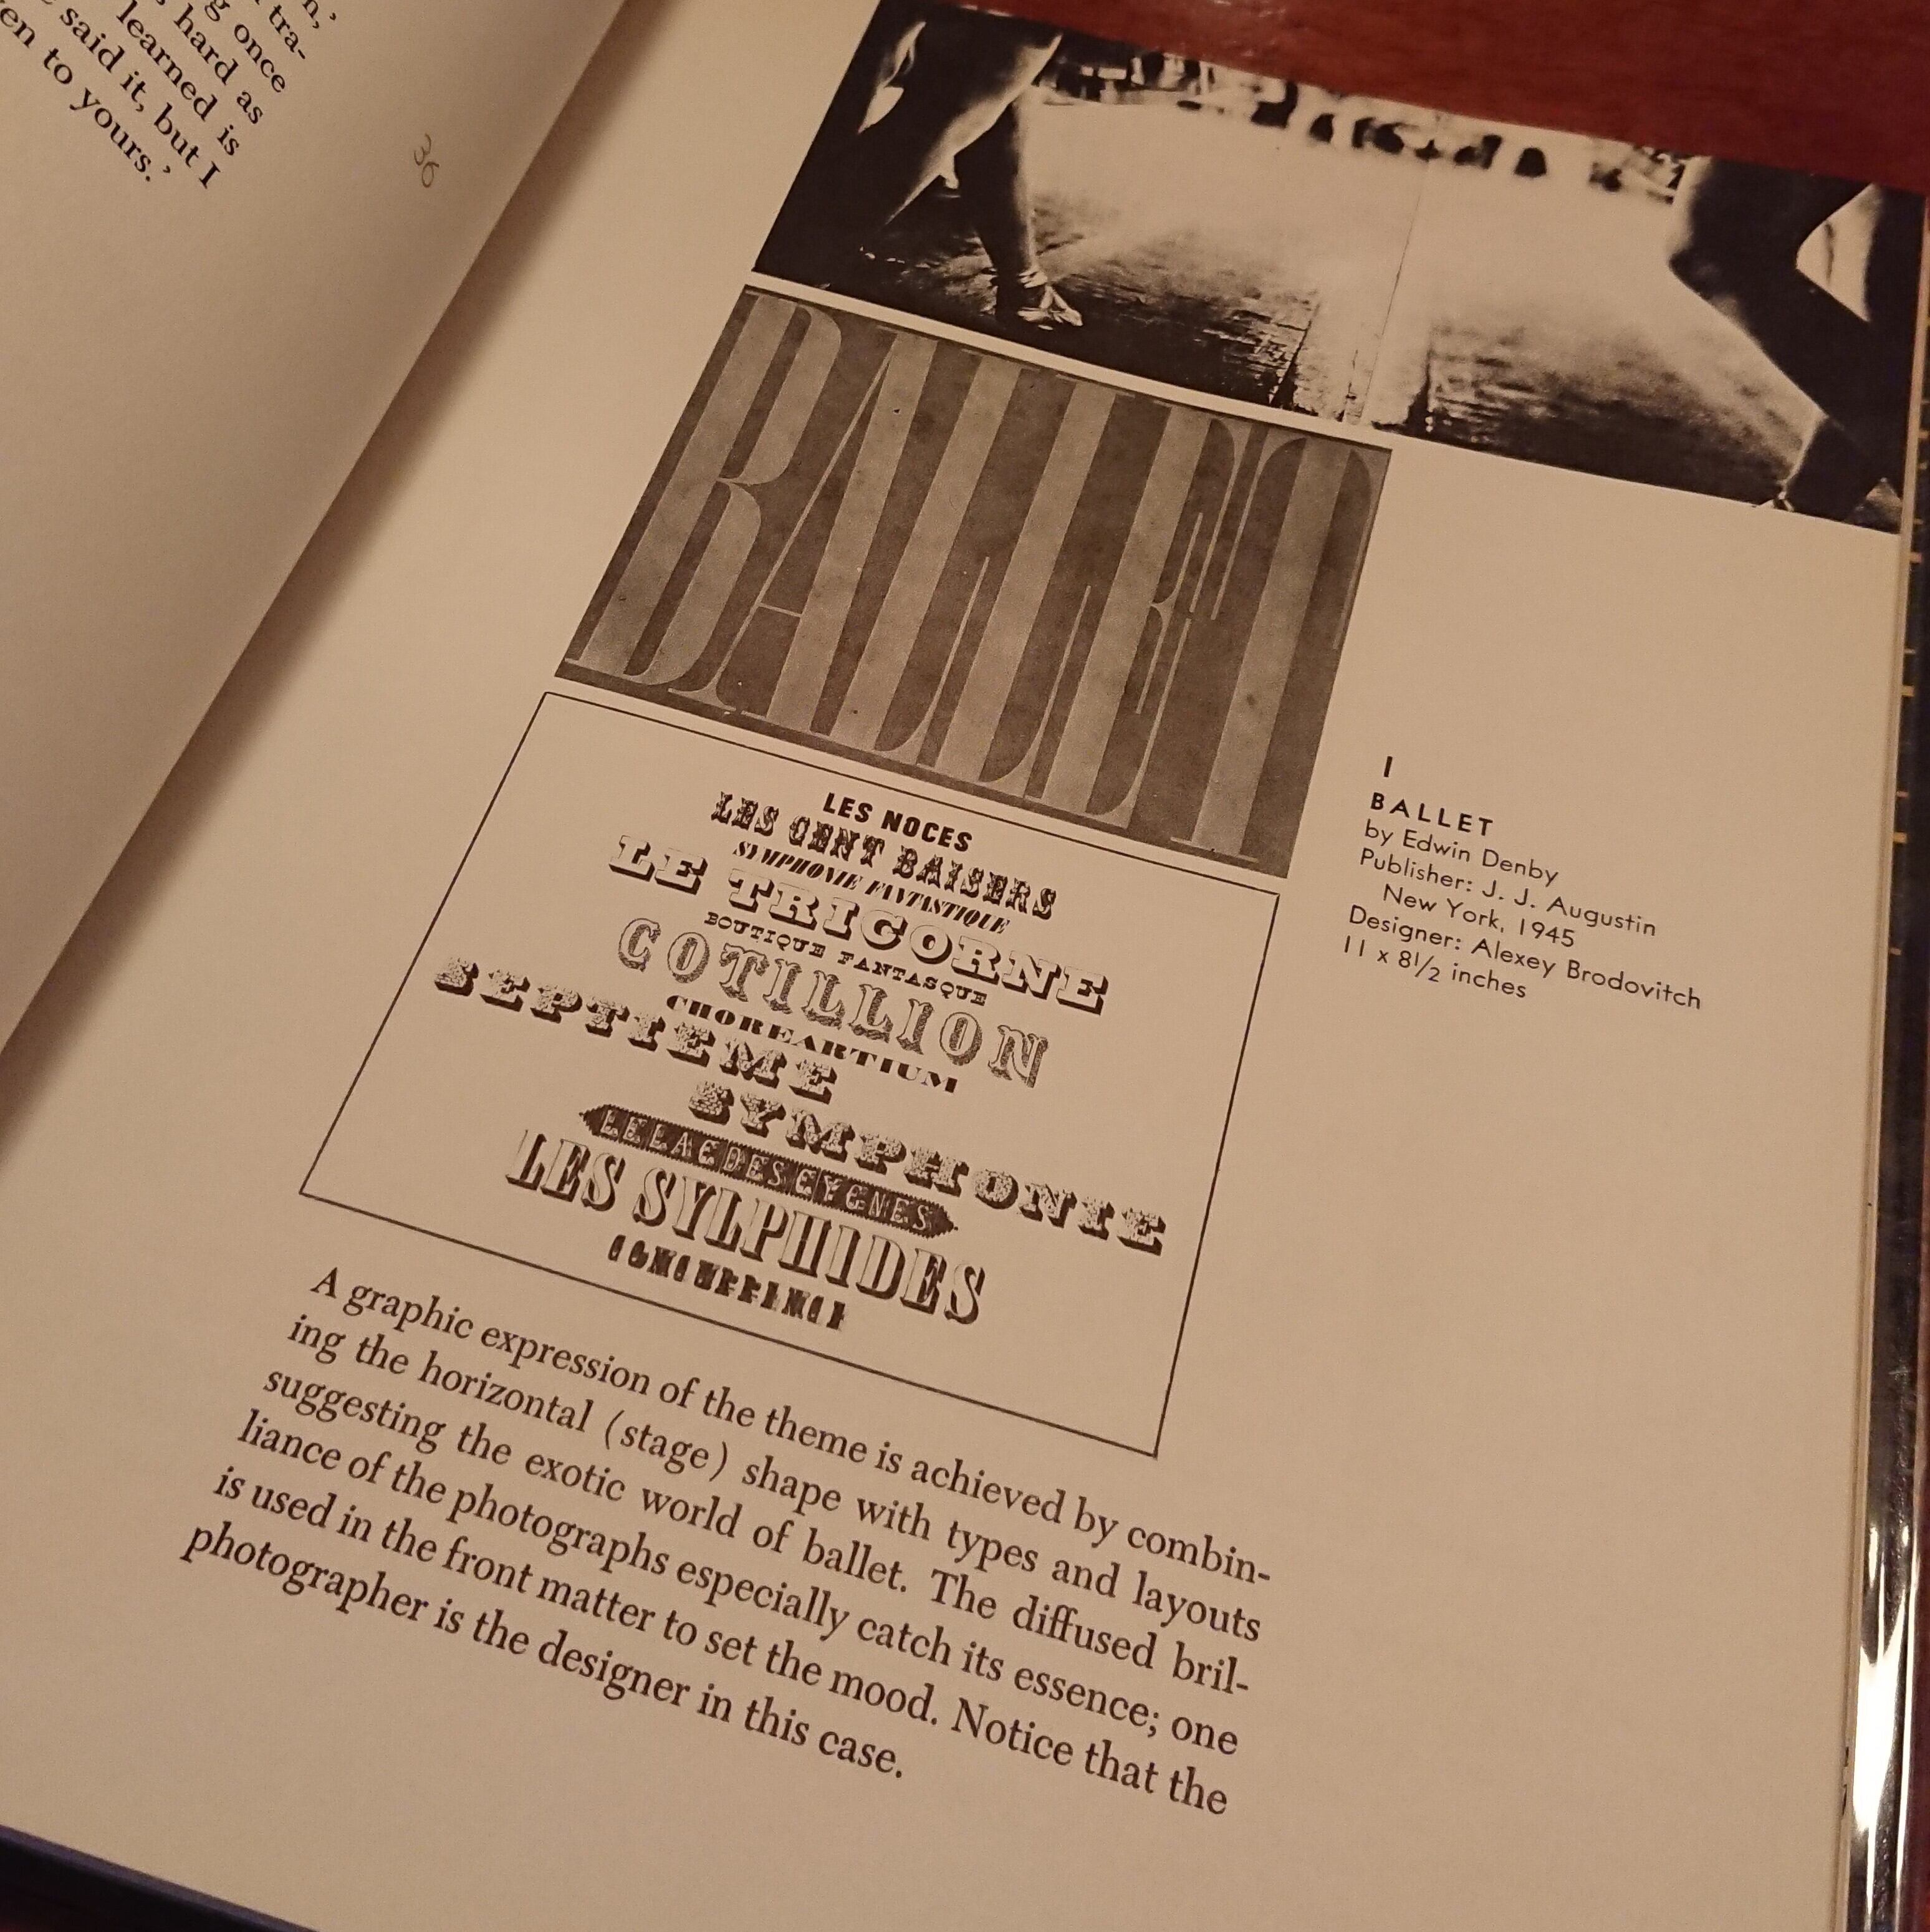 n,’
tra-
g once
s hard as
learned is
said it, but I
en to yours.’
36
BALLET
LES NOCES
LES CENT BAISERS
SYMPHONIE FANTASTIQUE
LE TRICORNE
BOUTIQUE FANTASQUE
COTILLION
CHOREARTIUM
SEPTIEME
SYMPHONIE
LE LAC DES CYGNES
LES SYLPHIDES
I
BALLET
by Edwin Denby
Publisher: J. J. Augustin
New York, 1945
Designer: Alexey Brodovitch
11 x 8½ inches
A graphic expression of the theme is achieved by combin-
ing the horizontal (stage) shape with types and layouts
suggesting the exotic world of ballet. The diffused bril-
liance of the photographs especially catch its essence; one
is used in the front matter to set the mood. Notice that the
photographer is the designer in this case.